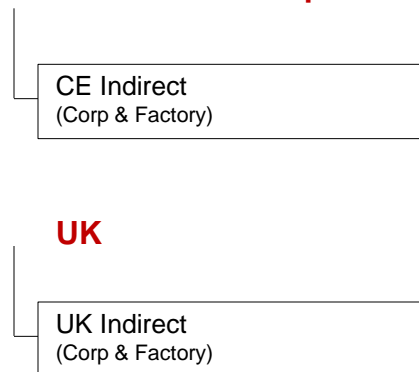 CE Indirect
(Corp & Factory)
UK
UK Indirect
(Corp & Factory)